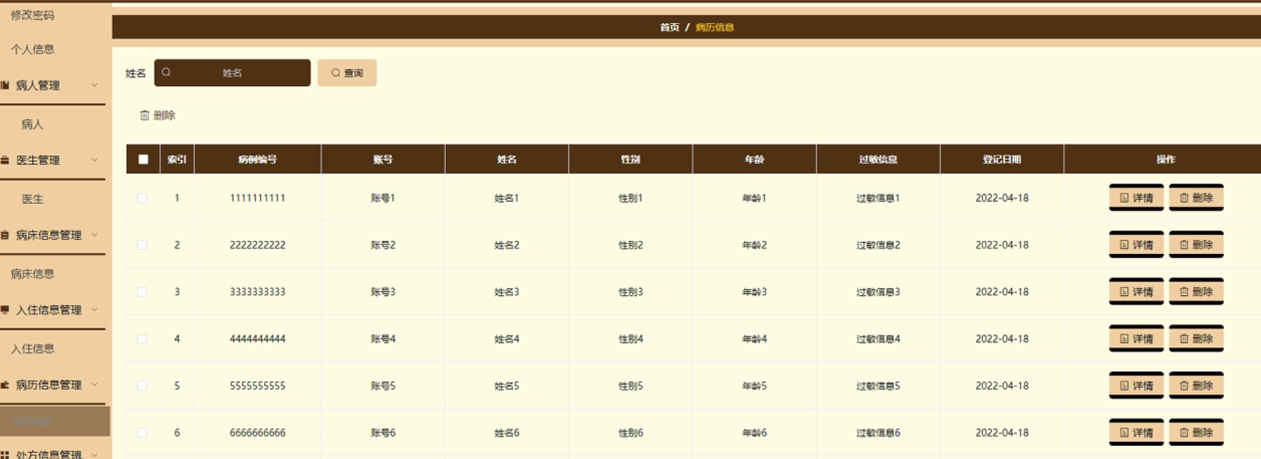 修改密码
个人信息
病人管理
病人
医生管理
医生
病床信息管理
病床信息
入住信息管理
入住信息
病历信息管理
处方信息管理
首页 / 病历信息
姓名 姓名 查询
删除
索引 病例编号 账号 姓名 性别 年龄 过敏信息 登记日期 操作
1 1111111111 账号1 姓名1 性别1 年龄1 过敏信息1 2022-04-18 详情 删除
2 2222222222 账号2 姓名2 性别2 年龄2 过敏信息2 2022-04-18 详情 删除
3 3333333333 账号3 姓名3 性别3 年龄3 过敏信息3 2022-04-18 详情 删除
4 4444444444 账号4 姓名4 性别4 年龄4 过敏信息4 2022-04-18 详情 删除
5 5555555555 账号5 姓名5 性别5 年龄5 过敏信息5 2022-04-18 详情 删除
6 6666666666 账号6 姓名6 性别6 年龄6 过敏信息6 2022-04-18 详情 删除